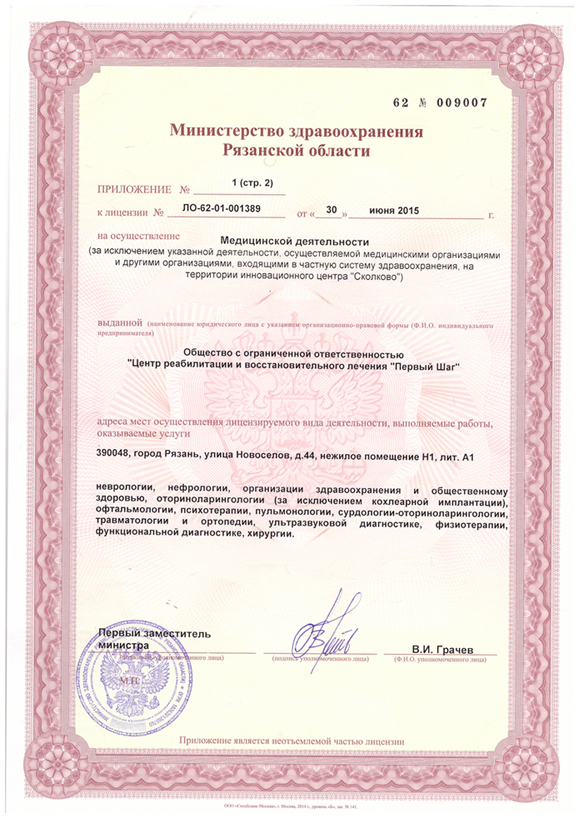 62 № 009007
Министерство здравоохранения
Рязанской области
ПРИЛОЖЕНИЕ № 1 (стр. 2)
к лицензии № ЛО-62-01-001389 от « 30 » июня 2015 г.
на осуществление
Медицинской деятельности
(за исключением указанной деятельности, осуществляемой медицинскими организациями
и другими организациями, входящими в частную систему здравоохранения, на
территории инновационного центра "Сколково")
выданной (наименование юридического лица с указанием организационно-правовой формы (Ф.И.О. индивидуального
предпринимателя)
Общество с ограниченной ответственностью
"Центр реабилитации и восстановительного лечения "Первый Шаг"
адреса мест осуществления лицензируемого вида деятельности, выполняемые работы,
оказываемые услуги
390048, город Рязань, улица Новоселов, д.44, нежилое помещение Н1, лит. А1
неврологии, нефрологии, организации здравоохранения и общественному
здоровью, оториноларингологии (за исключением кохлеарной имплантации),
офтальмологии, психотерапии, пульмонологии, сурдологии-оториноларингологии,
травматологии и ортопедии, ультразвуковой диагностике, физиотерапии,
функциональной диагностике, хирургии.
Первый заместитель
министра
В.И. Грачев
уполномоченного лица)
(подпись уполномоченного лица)
(Ф.И.О. уполномоченного лица)
М.П.
Приложение является неотъемлемой частью лицензии